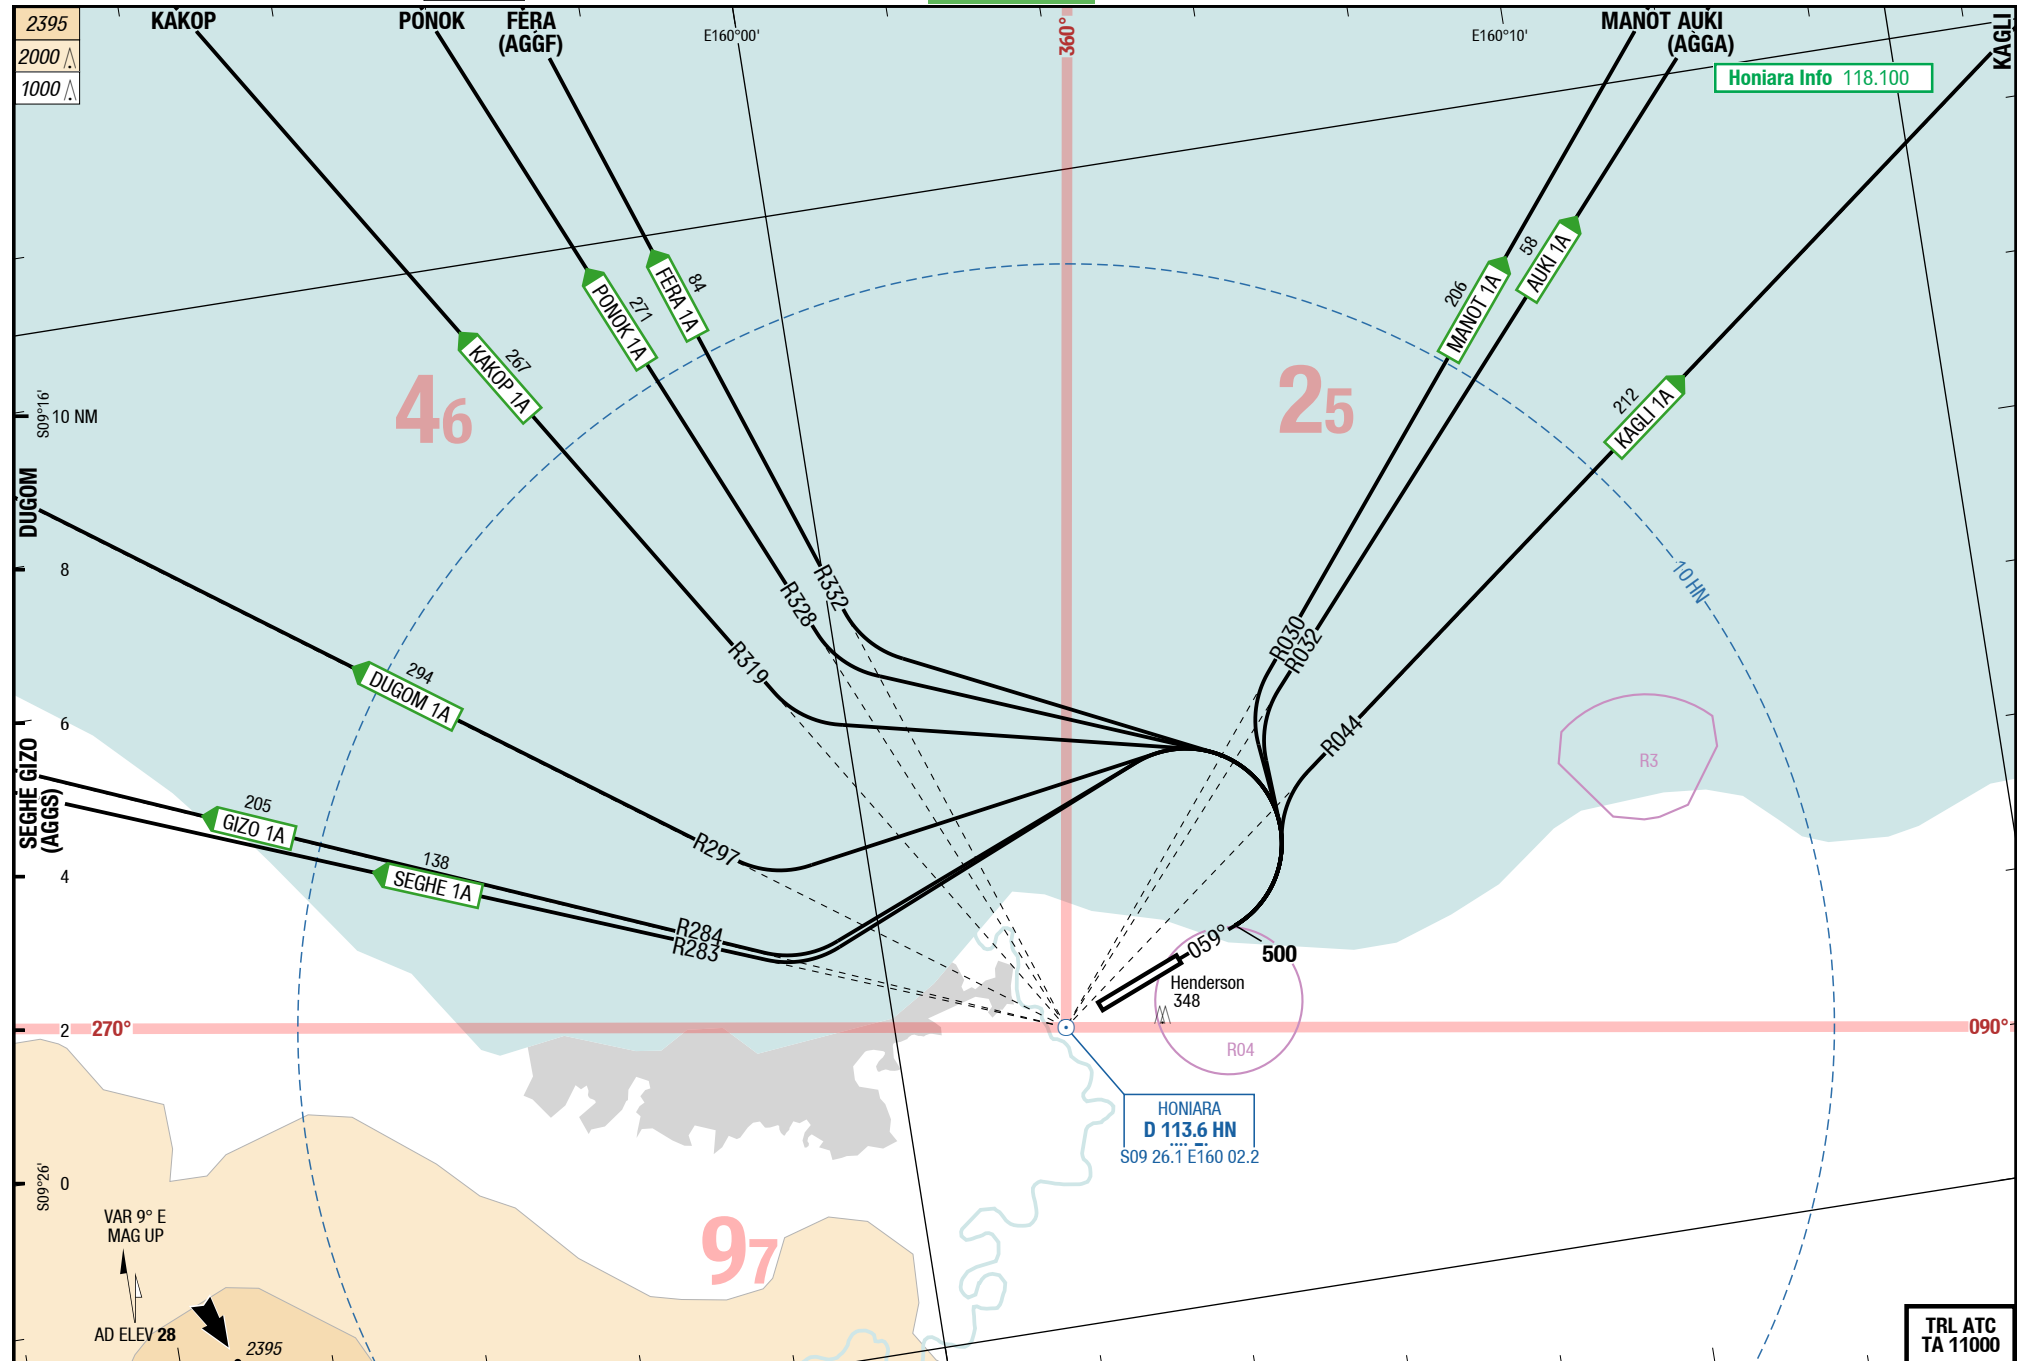 2395
2000
1000
KAKOP
PONOK
FERA
(AGGF)
E160°00'
360°
E160°10'
MANOT AUKI
(AGGA)
KAGLI
Honiara Info 118.100
84
FERA 1A
271
PONOK 1A
267
KAKOP 1A
206
MANOT 1A
58
AUKI 1A
212
KAGLI 1A
46
25
S09°16'
10 NM
DUGOM
8
R332
R328
10 HN
R319
R030
R032
294
DUGOM 1A
6
R044
R3
SEGHE GIZO
(AGGS)
205
GIZO 1A
R297
138
SEGHE 1A
4
R284
R283
059°
500
Henderson
348
2
270°
090°
R04
HONIARA
D 113.6 HN
S09 26.1 E160 02.2
S09°26'
0
VAR 9° E
MAG UP
97
AD ELEV 28
2395
TRL ATC
TA 11000